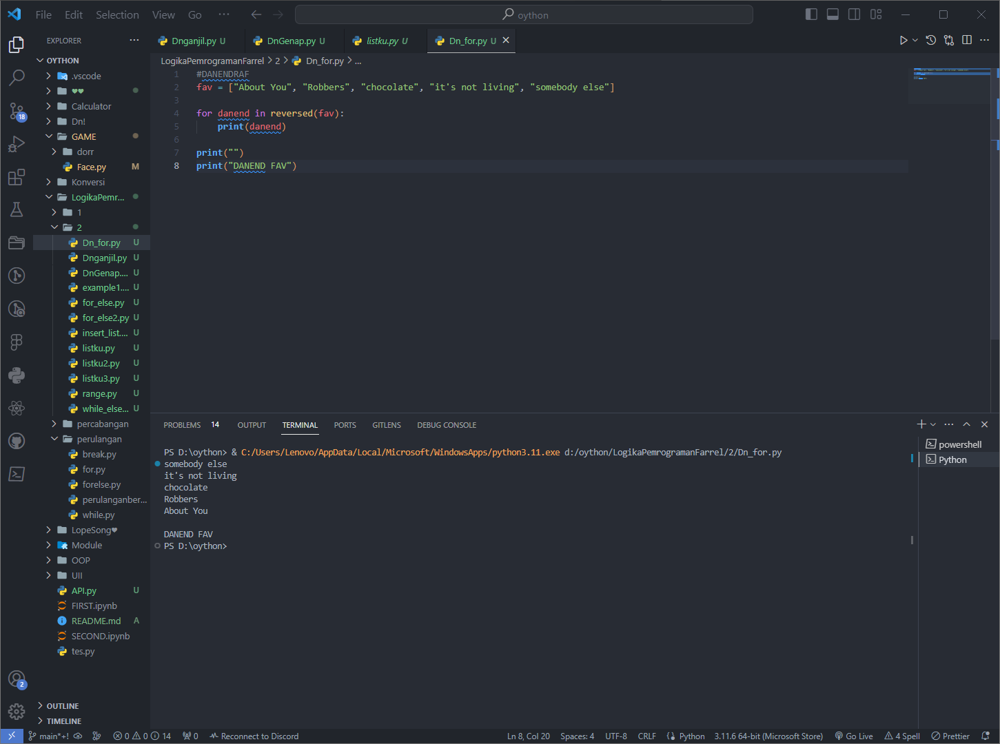 File Edit Selection View Go ··· oython
EXPLORER ···
OYTHON
.vscode
♥♥
Calculator
Dn!
GAME
dorr
Face.py M
Konversi
LogikaPemr...
1
2
Dn_for.py U
Dnganjil.py U
DnGenap.... U
example1.... U
for_else.py U
for_else2.py U
insert_list.... U
listku.py U
listku2.py U
listku3.py U
range.py U
while_else... U
percabangan
perulangan
break.py
for.py
forelse.py
perulanganber...
while.py
LopeSong♥
Module
OOP
UII
API.py U
FIRST.ipynb
README.md A
SECOND.ipynb
tes.py
OUTLINE
TIMELINE
18
2
Dnganjil.py U DnGenap.py U listku.py U Dn_for.py U
LogikaPemrogramanFarrel > 2 > Dn_for.py > ...
1 #DANENDRAF
2 fav = ["About You", "Robbers", "chocolate", "it's not living", "somebody else"]
3
4 for danend in reversed(fav):
5 print(danend)
6
7 print("")
8 print("DANEND FAV")
PROBLEMS 14 OUTPUT TERMINAL PORTS GITLENS DEBUG CONSOLE
PS D:\oython> & C:/Users/Lenovo/AppData/Local/Microsoft/WindowsApps/python3.11.exe d:/oython/LogikaPemrogramanFarrel/2/Dn_for.py
somebody else
it's not living
chocolate
Robbers
About You
DANEND FAV
PS D:\oython>
powershell
Python
main*+! 0 0 14 0 Reconnect to Discord Ln 8, Col 20 Spaces: 4 UTF-8 CRLF Python 3.11.6 64-bit (Microsoft Store) Go Live 4 Spell Prettier